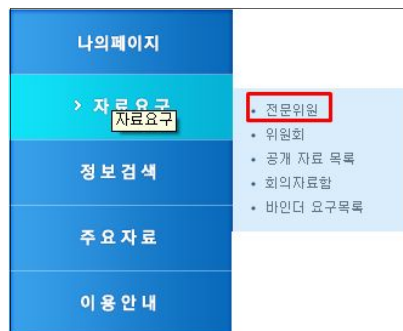 나의페이지
> 자료요구
자료요구
정보검색
주요자료
이용안내
• 전문위원
• 위원회
• 공개 자료 목록
• 회의자료함
• 바인더 요구목록